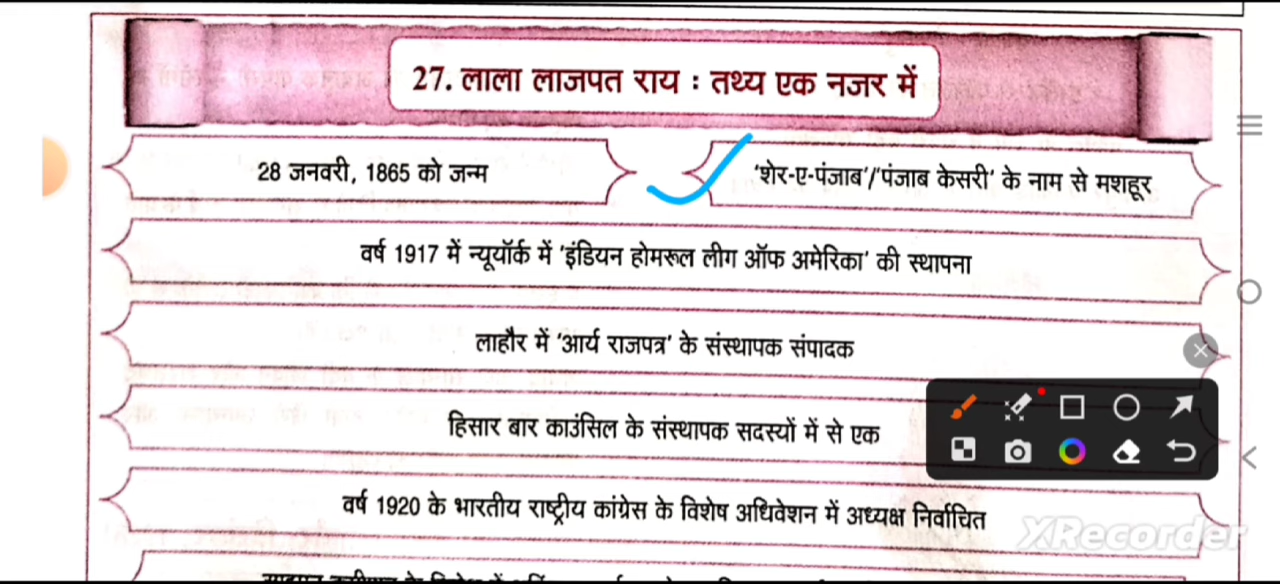 27. लाला लाजपत राय : तथ्य एक नजर में
28 जनवरी, 1865 को जन्म
'शेर-ए-पंजाब'/'पंजाब केसरी' के नाम से मशहूर
वर्ष 1917 में न्यूयॉर्क में 'इंडियन होमरूल लीग ऑफ अमेरिका' की स्थापना
लाहौर में 'आर्य राजपत्र' के संस्थापक संपादक
हिसार बार काउंसिल के संस्थापक सदस्यों में से एक
वर्ष 1920 के भारतीय राष्ट्रीय कांग्रेस के विशेष अधिवेशन में अध्यक्ष निर्वाचित
XRecorder